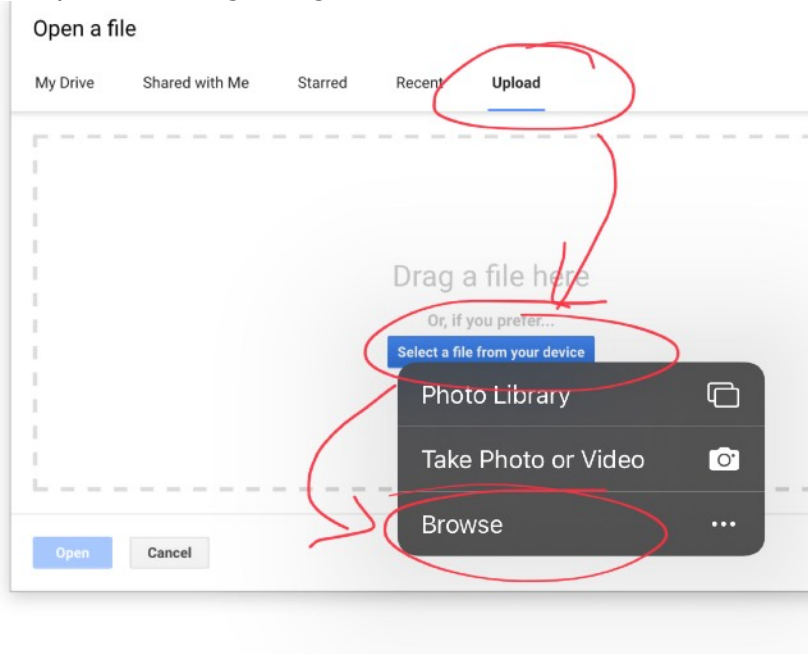 Open a file
My Drive Shared with Me Starred Recent Upload
Drag a file here
Or, if you prefer...
Select a file from your device
Photo Library
Take Photo or Video
Browse
Open Cancel